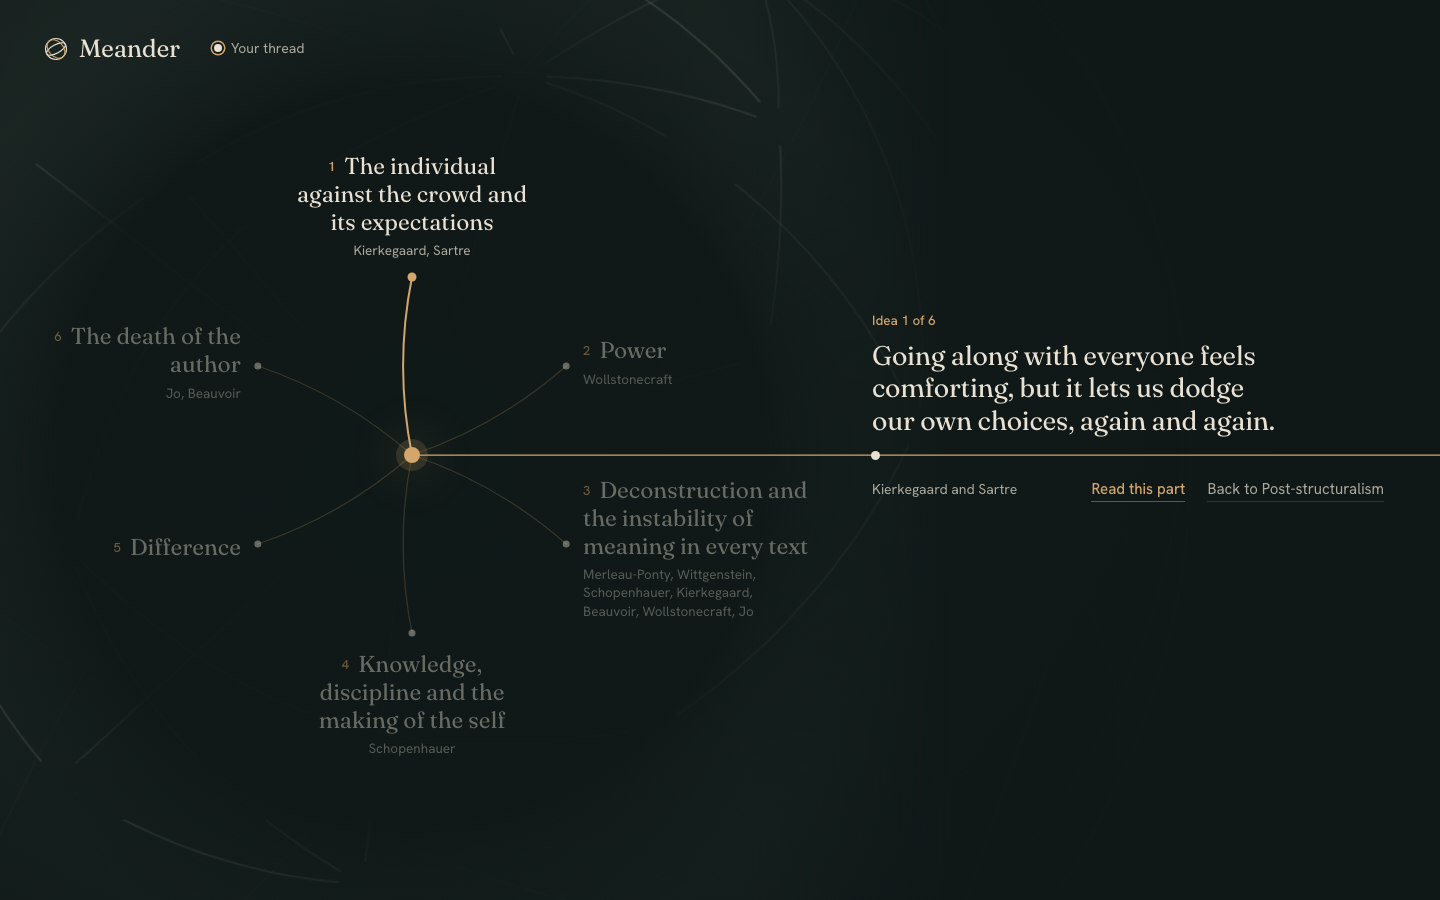 Meander
Your thread
1 The individual
against the crowd and
its expectations
Kierkegaard, Sartre
6 The death of the
author
Jo, Beauvoir
2 Power
Wollstonecraft
3 Deconstruction and
the instability of
meaning in every text
Merleau-Ponty, Wittgenstein,
Schopenhauer, Kierkegaard,
Beauvoir, Wollstonecraft, Jo
5 Difference
4 Knowledge,
discipline and the
making of the self
Schopenhauer
Idea 1 of 6
Going along with everyone feels
comforting, but it lets us dodge
our own choices, again and again.
Kierkegaard and Sartre
Read this part
Back to Post-structuralism